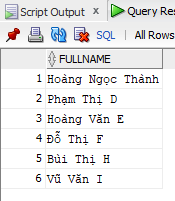 Script Output × Query Res
SQL | All Rows
FULLNAME
1 Hoàng Ngọc Thành
2 Phạm Thị D
3 Hoàng Văn E
4 Đỗ Thị F
5 Bùi Thị H
6 Vũ Văn I